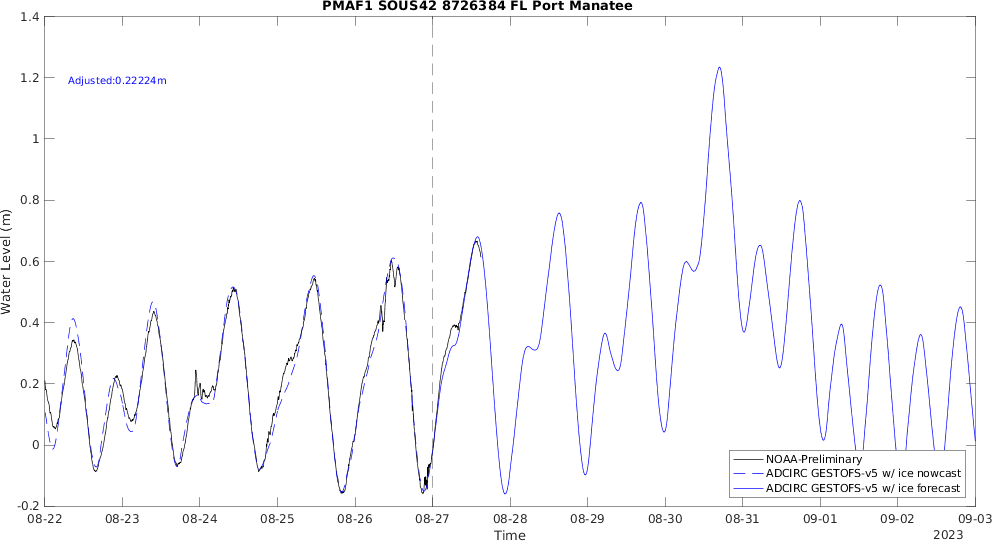 PMAF1 SOUS42 8726384 FL Port Manatee
1.4
1.2
1
0.8
0.6
0.4
0.2
0
-0.2
Water Level (m)
Adjusted:0.22224m
NOAA-Preliminary
ADCIRC GESTOFS-v5 w/ ice nowcast
ADCIRC GESTOFS-v5 w/ ice forecast
08-22 08-23 08-24 08-25 08-26 08-27 08-28 08-29 08-30 08-31 09-01 09-02 09-03
Time
2023